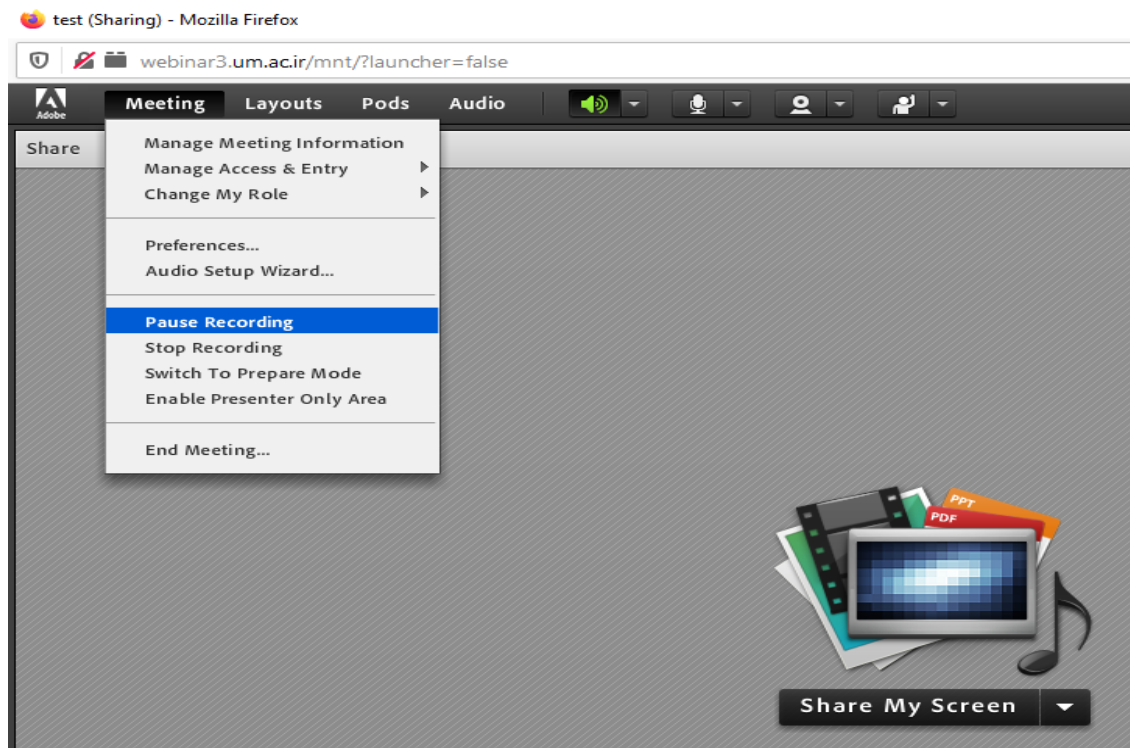 test (Sharing) - Mozilla Firefox
webinar3.um.ac.ir/mnt/?launcher=false
Adobe
Meeting Layouts Pods Audio
Share
Manage Meeting Information
Manage Access & Entry
Change My Role
Preferences...
Audio Setup Wizard...
Pause Recording
Stop Recording
Switch To Prepare Mode
Enable Presenter Only Area
End Meeting...
PPT
PDF
Share My Screen